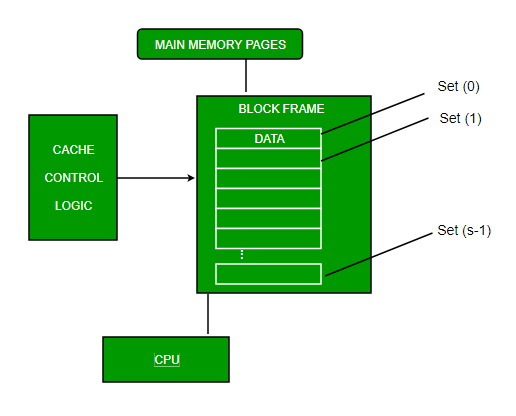 MAIN MEMORY PAGES
BLOCK FRAME
Set (0)
DATA
Set (1)
CACHE
CONTROL
LOGIC
Set (s-1)
CPU